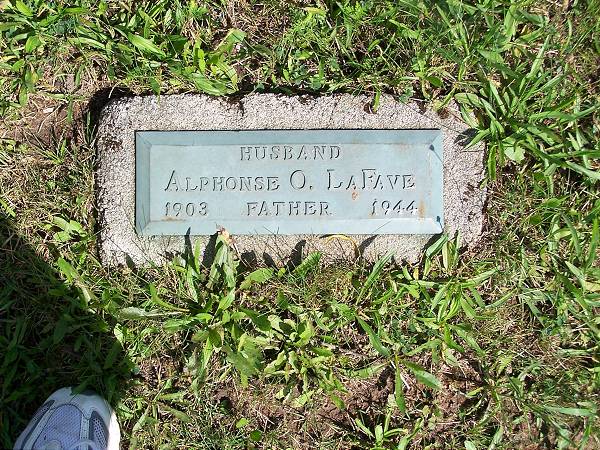 HUSBAND
ALPHONSE O. LAFAVE
1903 FATHER 1944